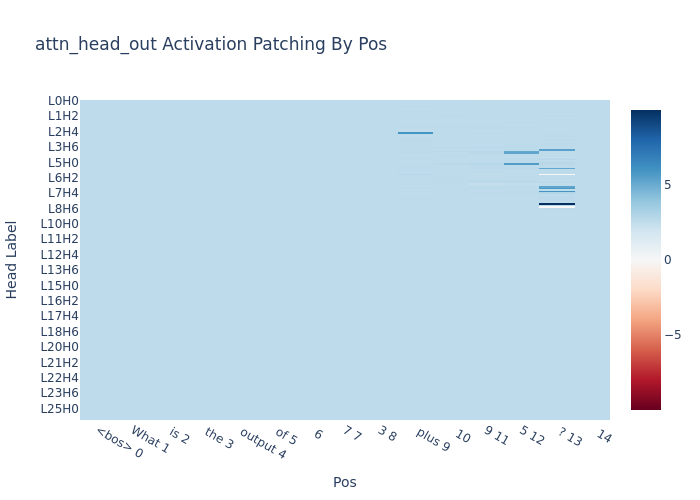 attn_head_out Activation Patching By Pos
L0H0
L1H2
L2H4
L3H6
L5H0
L6H2
L7H4
L8H6
L10H0
L11H2
L12H4
L13H6
L15H0
L16H2
L17H4
L18H6
L20H0
L21H2
L22H4
L23H6
L25H0
Head Label
<bos> 0
What 1
is 2
the 3
output 4
of 5
6
7 7
3 8
plus 9
10
9 11
5 12
? 13
14
Pos
5
0
−5